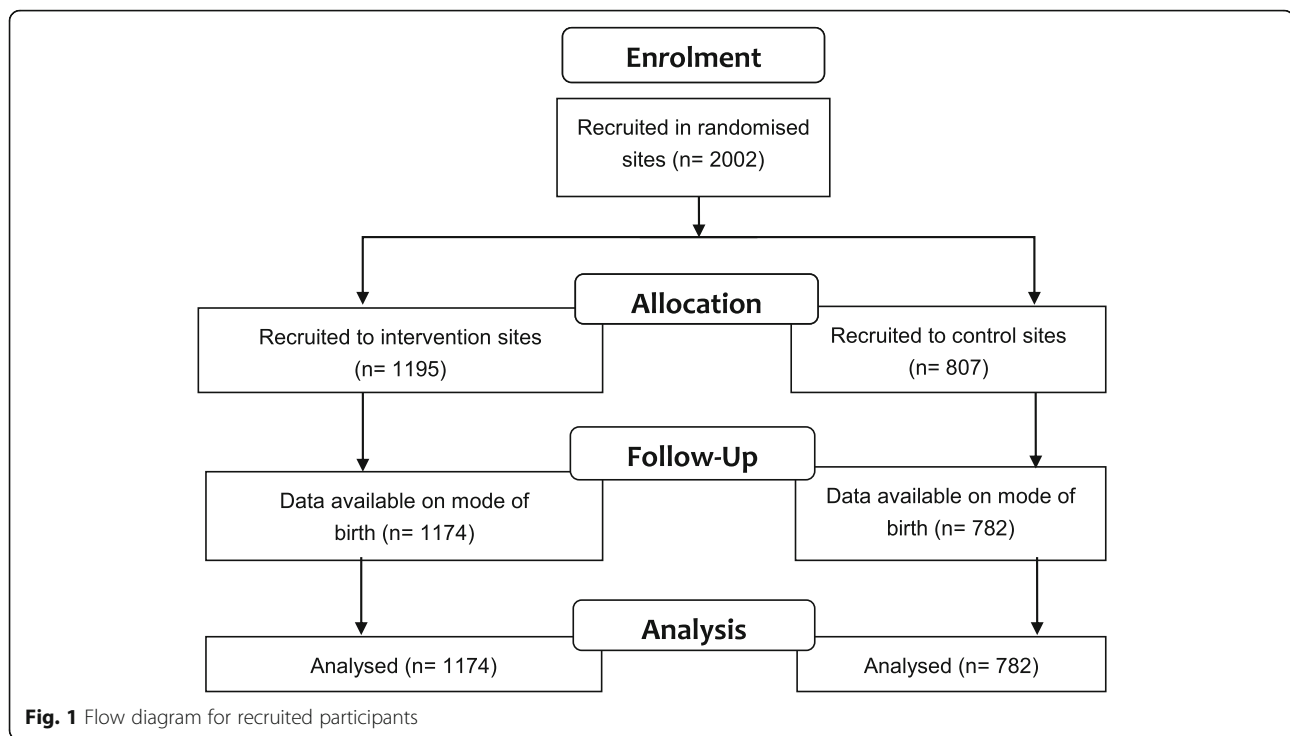 Enrolment
Recruited in randomised
sites (n= 2002)
Allocation
Recruited to intervention sites
(n= 1195)
Recruited to control sites
(n= 807)
Follow-Up
Data available on mode of
birth (n= 1174)
Data available on mode of
birth (n= 782)
Analysis
Analysed (n= 1174)
Analysed (n= 782)
Fig. 1 Flow diagram for recruited participants